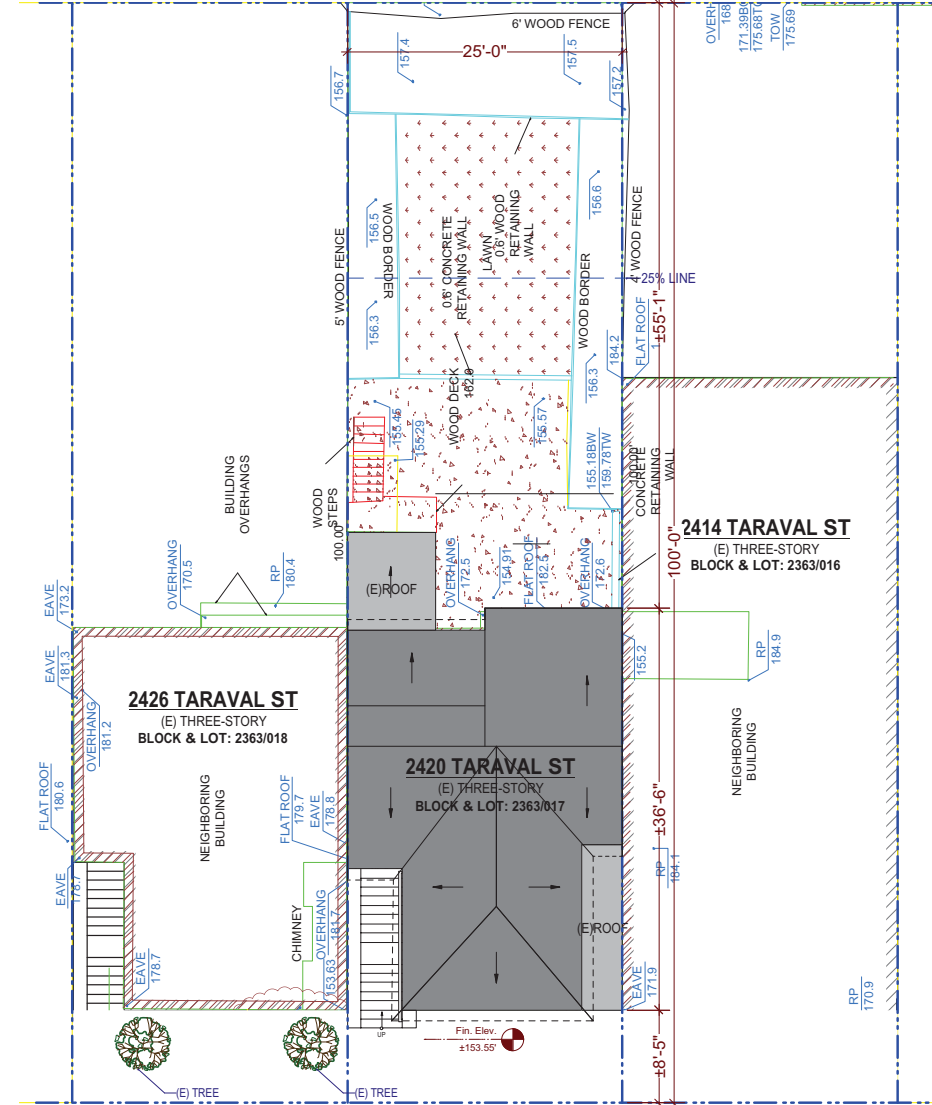 6' WOOD FENCE
25'-0"
157.4
157.5
157.2
156.7
171.39B
175.68T
TOW
175.69
5' WOOD FENCE
156.5
WOOD BORDER
156.3
0.6' CONCRETE
RETAINING WALL
LAWN
0.6' WOOD
RETAINING
WALL
156.6
WOOD BORDER
4' WOOD FENCE
25% LINE
±55'-1"
184.2
FLAT ROOF
156.3
WOOD DECK
162.6
155.45
155.29
155.57
155.18BW
159.78TW
100.00'
CONCRETE
RETAINING
WALL
BUILDING
OVERHANGS
WOOD
STEPS
100.00'
2414 TARAVAL ST
(E) THREE-STORY
BLOCK & LOT: 2363/016
100'-0"
OVERHANG
170.5
RP
180.4
(E)ROOF
OVERHANG
172.5
154.91
FLAT ROOF
182.5
OVERHANG
172.6
EAVE
173.2
EAVE
181.3
OVERHANG
181.2
155.2
RP
184.9
2426 TARAVAL ST
(E) THREE-STORY
BLOCK & LOT: 2363/018
NEIGHBORING
BUILDING
NEIGHBORING
BUILDING
2420 TARAVAL ST
(E) THREE-STORY
BLOCK & LOT: 2363/017
FLAT ROOF
180.6
FLAT ROOF
179.7
EAVE
178.8
±36'-6"
EAVE
178.7
RP
184.1
CHIMNEY
OVERHANG
181.7
153.63
(E)ROOF
EAVE
178.7
EAVE
171.9
RP
170.9
UP
Fin. Elev.
±153.55'
±8'-5"
(E) TREE
(E) TREE